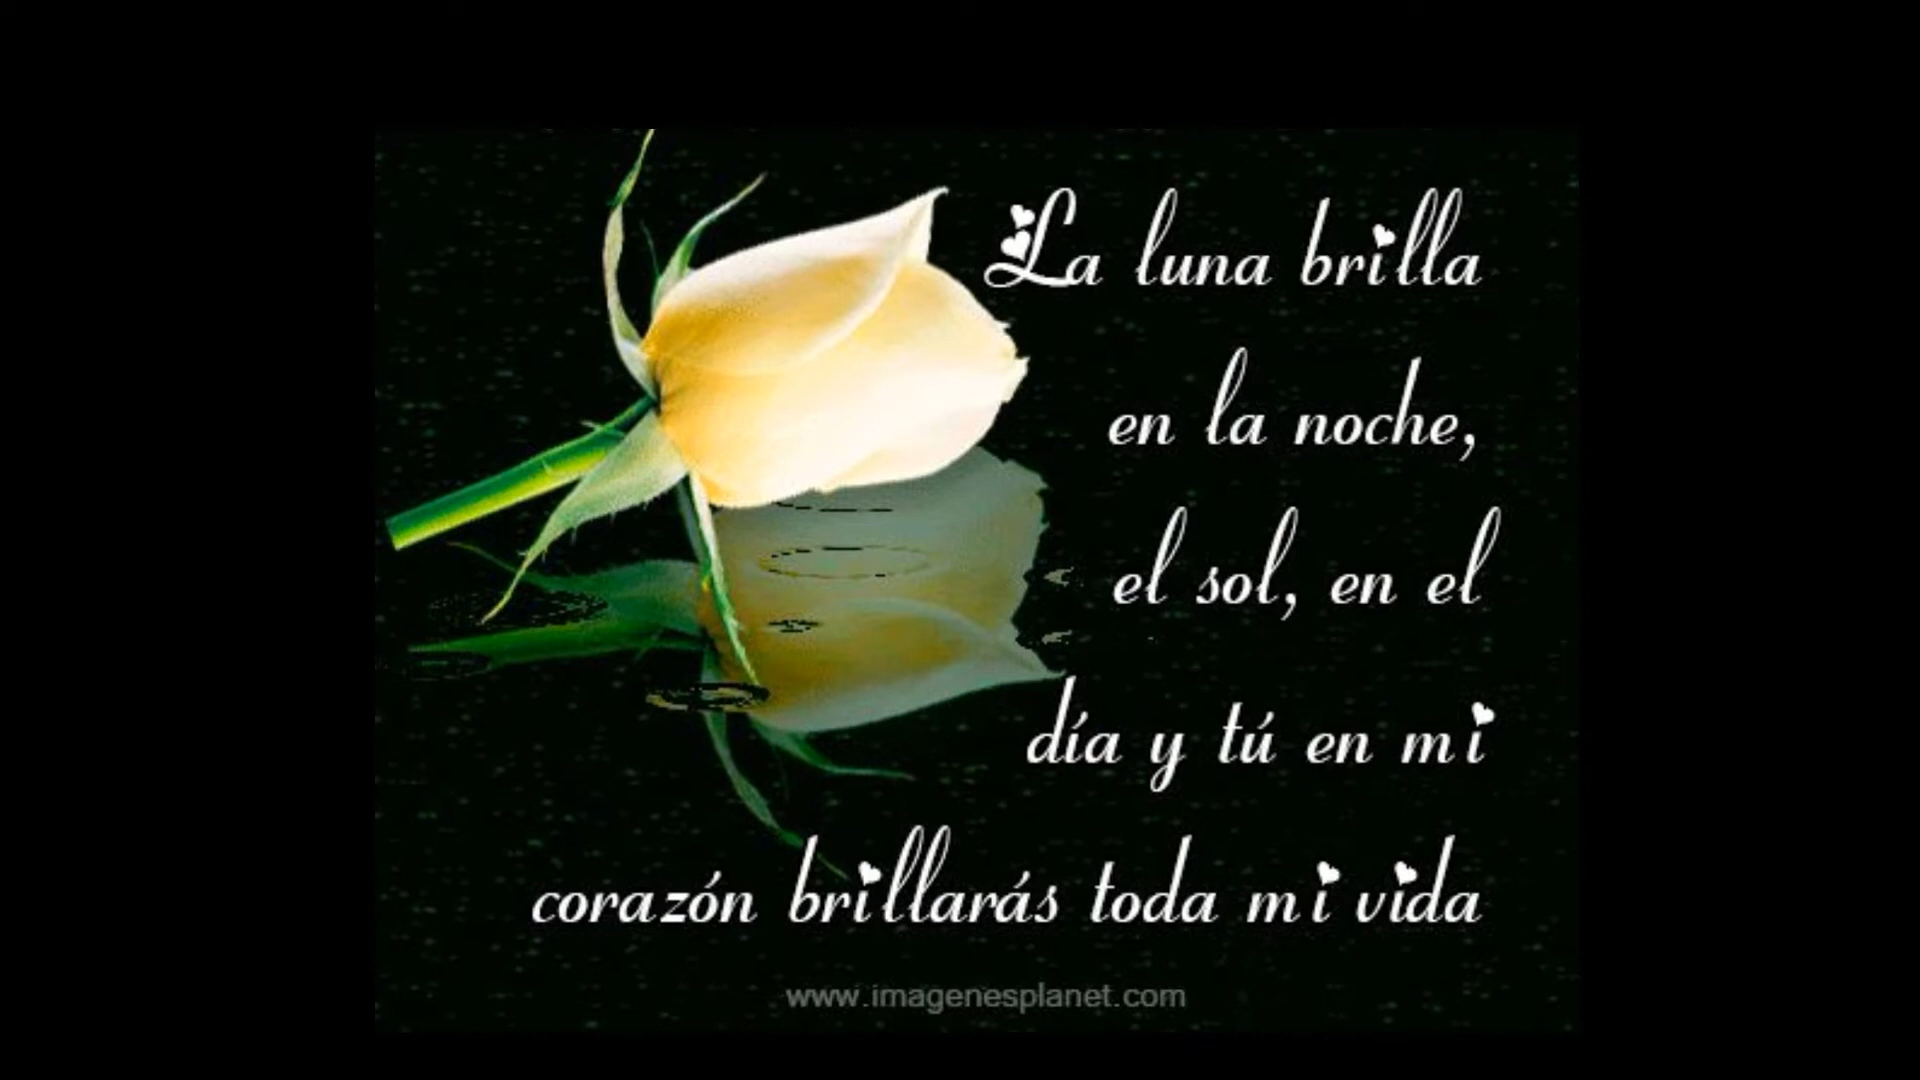 La luna brilla
en la noche,
el sol, en el
día y tú en mi
corazón brillarás toda mi vida
www.imagenesplanet.com